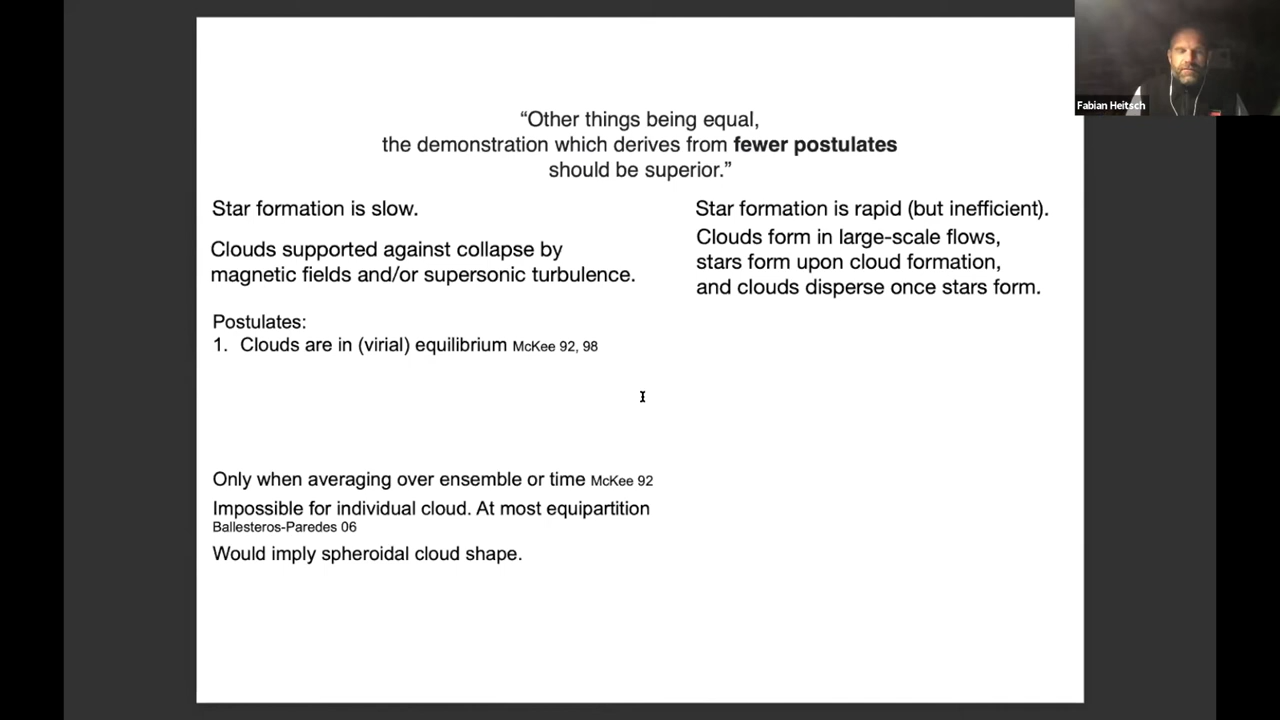 “Other things being equal,
the demonstration which derives from fewer postulates
should be superior.”
Star formation is slow.
Clouds supported against collapse by
magnetic fields and/or supersonic turbulence.
Postulates:
1. Clouds are in (virial) equilibrium McKee 92, 98
Only when averaging over ensemble or time McKee 92
Impossible for individual cloud. At most equipartition
Ballesteros-Paredes 06
Would imply spheroidal cloud shape.
Star formation is rapid (but inefficient).
Clouds form in large-scale flows,
stars form upon cloud formation,
and clouds disperse once stars form.
Fabian Heitsch